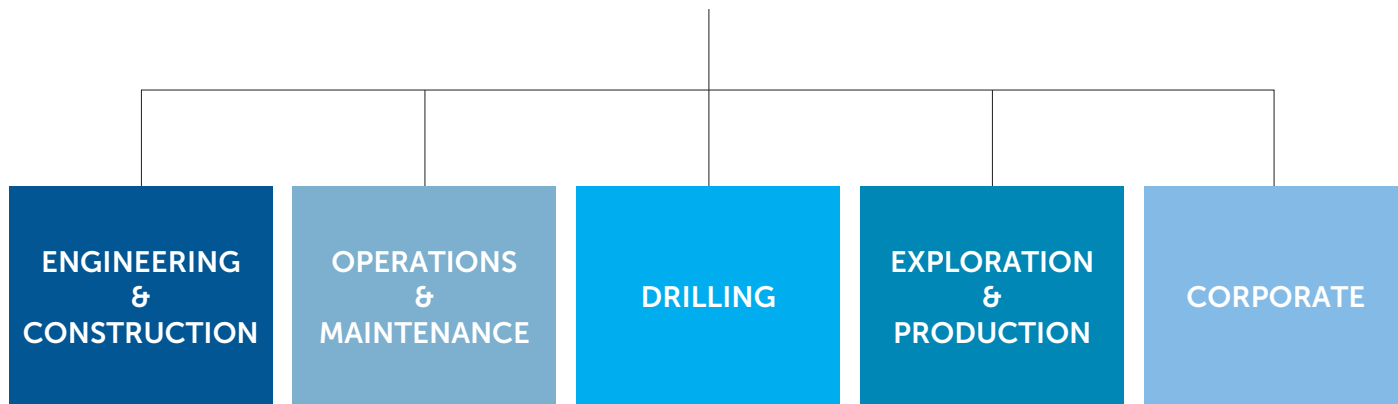 ENGINEERING
&
CONSTRUCTION
OPERATIONS
&
MAINTENANCE
DRILLING
EXPLORATION
&
PRODUCTION
CORPORATE